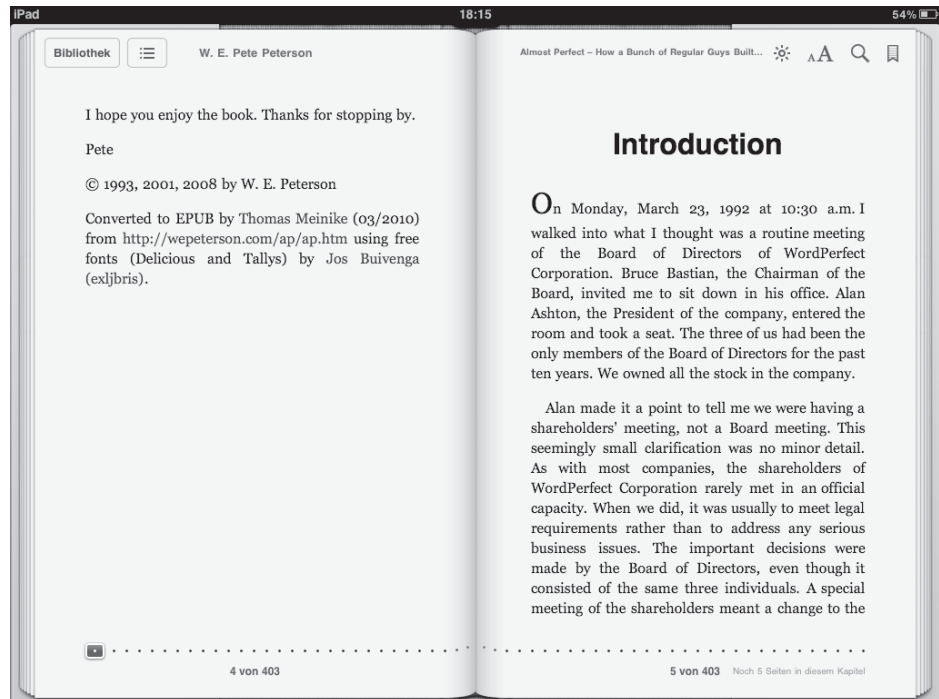 iPad
18:15
54%
Bibliothek
W. E. Pete Peterson
Almost Perfect – How a Bunch of Regular Guys Built...
AA
I hope you enjoy the book. Thanks for stopping by.
Pete
© 1993, 2001, 2008 by W. E. Peterson
Converted to EPUB by Thomas Meinike (03/2010)
from http://wepeterson.com/ap/ap.htm using free
fonts (Delicious and Tallys) by Jos Buivenga
(exljbris).
4 von 403
Introduction
On Monday, March 23, 1992 at 10:30 a.m. I
walked into what I thought was a routine meeting
of the Board of Directors of WordPerfect
Corporation. Bruce Bastian, the Chairman of the
Board, invited me to sit down in his office. Alan
Ashton, the President of the company, entered the
room and took a seat. The three of us had been the
only members of the Board of Directors for the past
ten years. We owned all the stock in the company.
Alan made it a point to tell me we were having a
shareholders' meeting, not a Board meeting. This
seemingly small clarification was no minor detail.
As with most companies, the shareholders of
WordPerfect Corporation rarely met in an official
capacity. When we did, it was usually to meet legal
requirements rather than to address any serious
business issues. The important decisions were
made by the Board of Directors, even though it
consisted of the same three individuals. A special
meeting of the shareholders meant a change to the
5 von 403
Noch 5 Seiten in diesem Kapitel